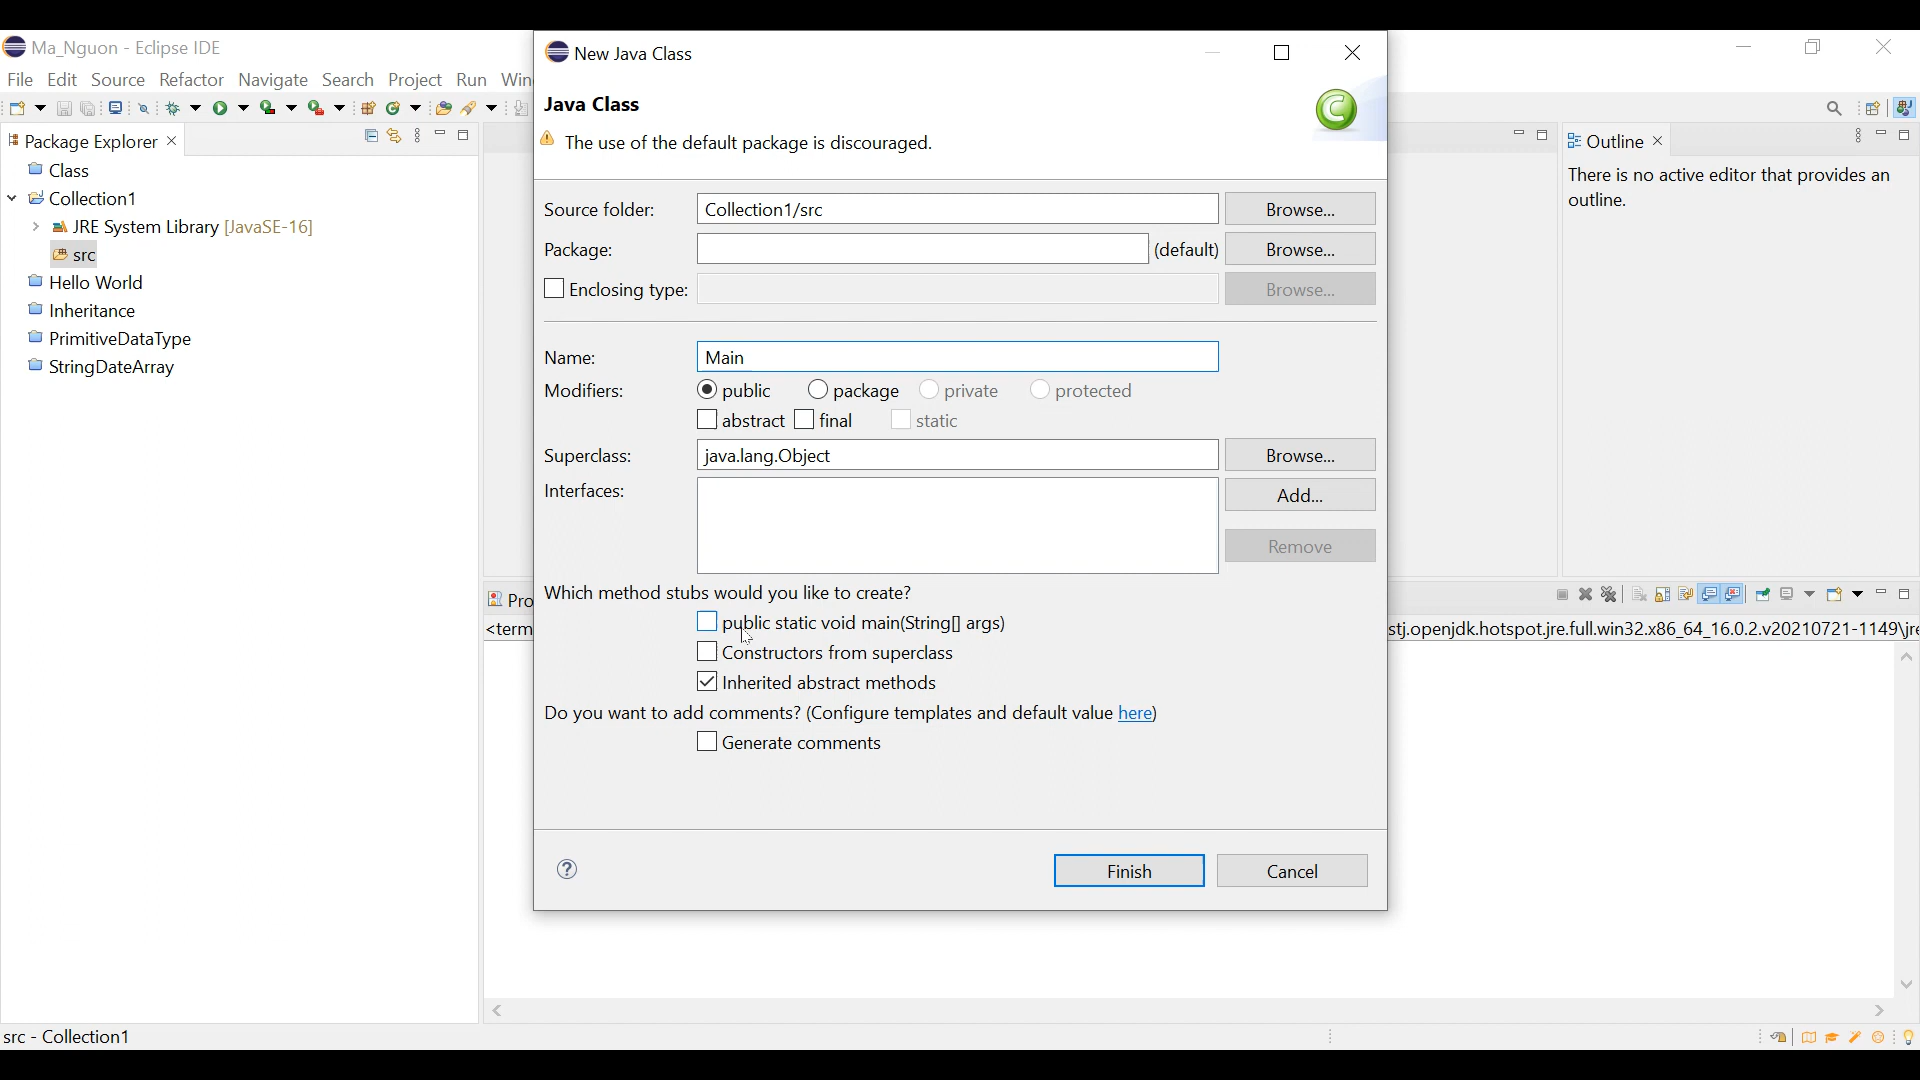 Ma_Nguon - Eclipse IDE
File Edit Source Refactor Navigate Search Project Run Win
Package Explorer
Class
Collection1
JRE System Library [JavaSE-16]
src
Hello World
Inheritance
PrimitiveDataType
StringDateArray
New Java Class
Java Class
The use of the default package is discouraged.
Source folder: Collection1/src Browse...
Package: (default) Browse...
Enclosing type: Browse...
Name: Main
Modifiers: public package private protected
abstract final static
Superclass: java.lang.Object Browse...
Interfaces: Add...
Remove
Which method stubs would you like to create?
public static void main(String[] args)
Constructors from superclass
Inherited abstract methods
Do you want to add comments? (Configure templates and default value here)
Generate comments
Finish Cancel
Outline
There is no active editor that provides an
outline.
Pro
<term
stj.openjdk.hotspot.jre.full.win32.x86_64_16.0.2.v20210721-1149\jre
src - Collection1